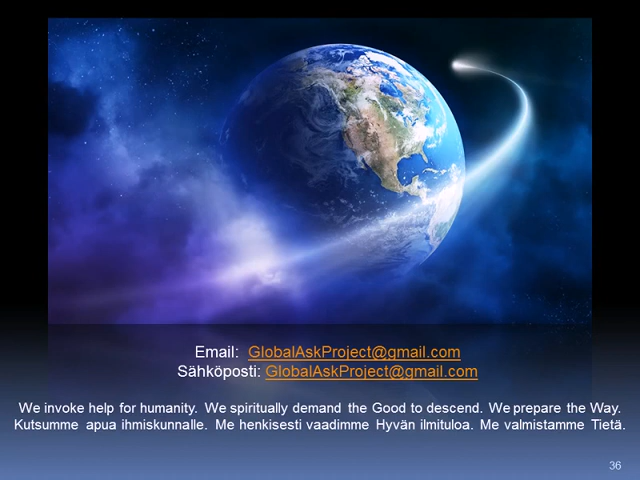 Email: GlobalAskProject@gmail.com
Sähköposti: GlobalAskProject@gmail.com
We invoke help for humanity. We spiritually demand the Good to descend. We prepare the Way.
Kutsumme apua ihmiskunnalle. Me henkisesti vaadimme Hyvän ilmituloa. Me valmistamme Tietä.
36